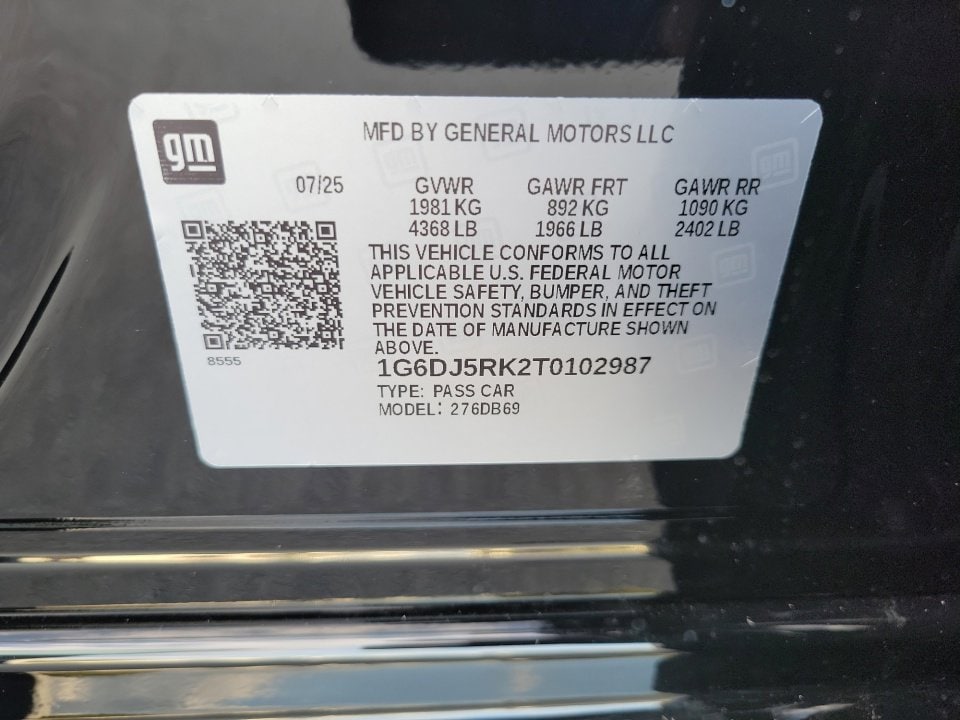 gm
MFD BY GENERAL MOTORS LLC
07/25 GVWR GAWR FRT GAWR RR
1981 KG 892 KG 1090 KG
4368 LB 1966 LB 2402 LB
THIS VEHICLE CONFORMS TO ALL
APPLICABLE U.S. FEDERAL MOTOR
VEHICLE SAFETY, BUMPER, AND THEFT
PREVENTION STANDARDS IN EFFECT ON
THE DATE OF MANUFACTURE SHOWN
ABOVE.
8555
1G6DJ5RK2T0102987
TYPE: PASS CAR
MODEL: 276DB69